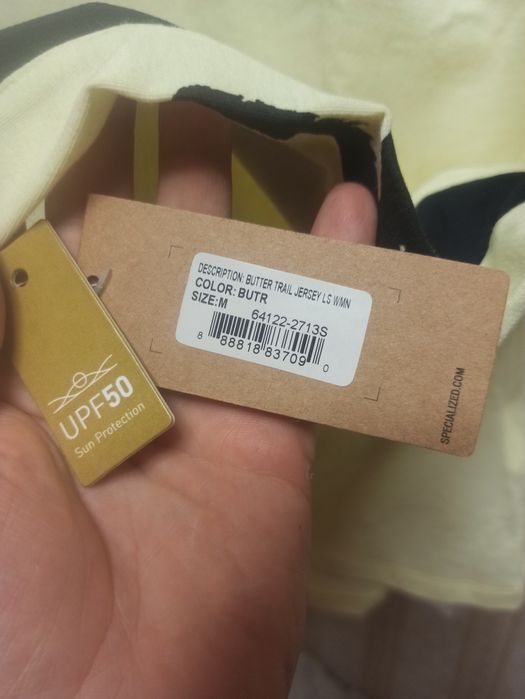 DESCRIPTION: BUTTER TRAIL JERSEY LS WMN
COLOR: BUTR
SIZE:M
64122-2713S
8 88818 83709 0
SPECIALIZED.COM
UPF50
Sun Protection